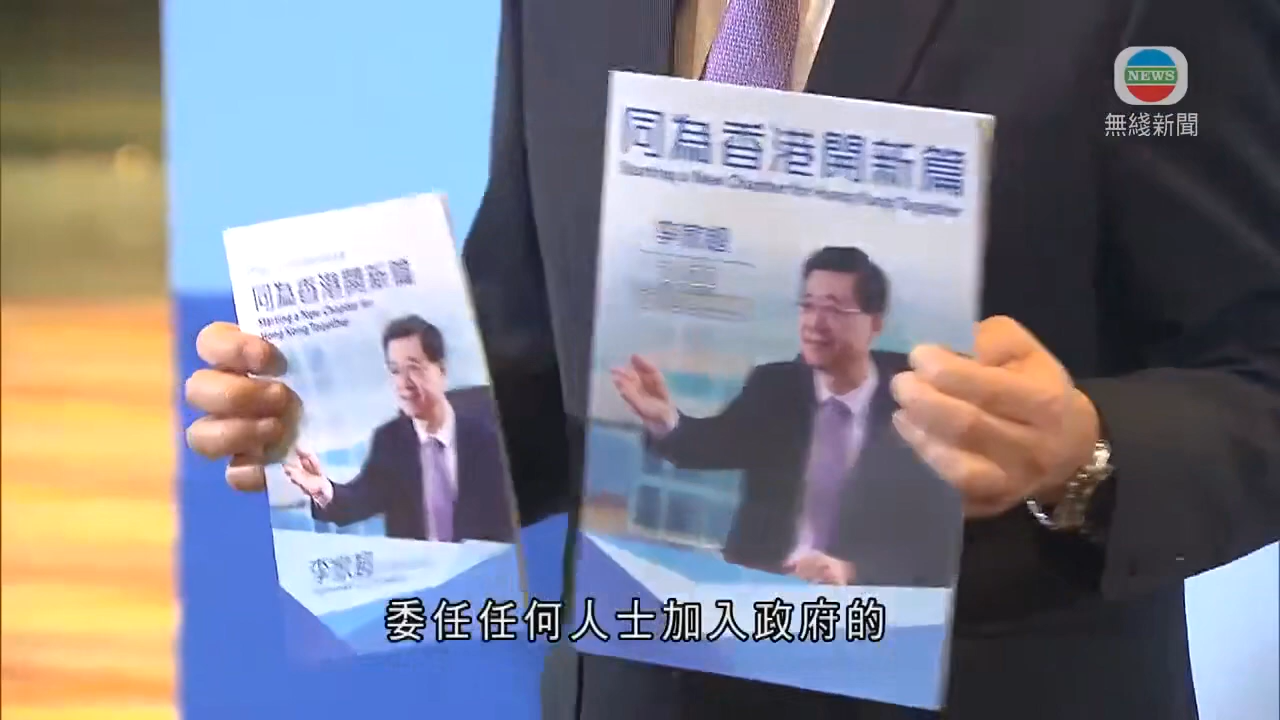 NEWS
無綫新聞
同為香港開新篇
Starting a New Chapter for Hong Kong Together
李家超
同為香港開新篇
Starting a New Chapter for
Hong Kong Together
李家超
委任任何人士加入政府的